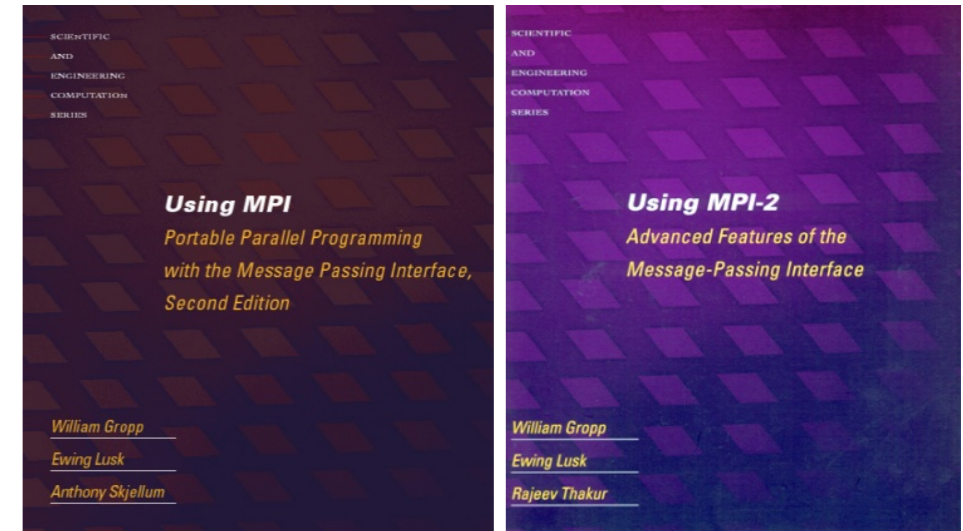 SCIENTIFIC
AND
ENGINEERING
COMPUTATION
SERIES
Using MPI
Portable Parallel Programming
with the Message Passing Interface,
Second Edition
William Gropp
Ewing Lusk
Anthony Skjellum
SCIENTIFIC
AND
ENGINEERING
COMPUTATION
SERIES
Using MPI-2
Advanced Features of the
Message-Passing Interface
William Gropp
Ewing Lusk
Rajeev Thakur